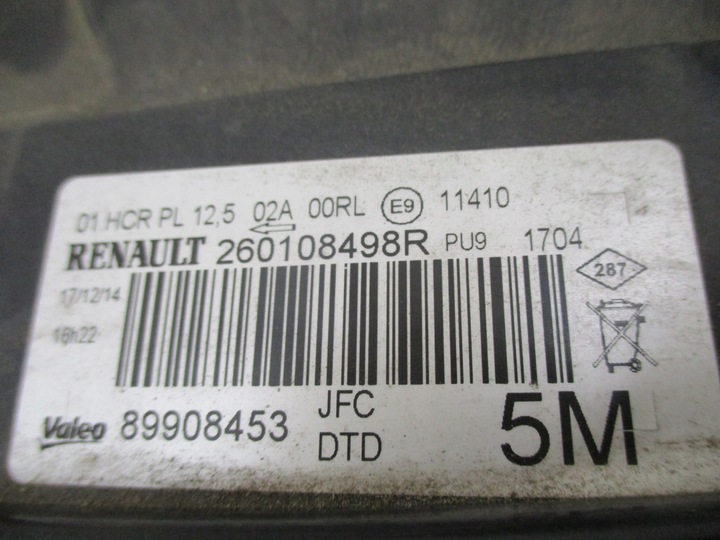 01 HCR PL 12,5 02A 00RL E9 11410
RENAULT 260108498R PU9 1704
287
17/12/14
16h22
Valeo 89908453 JFC
DTD
5M